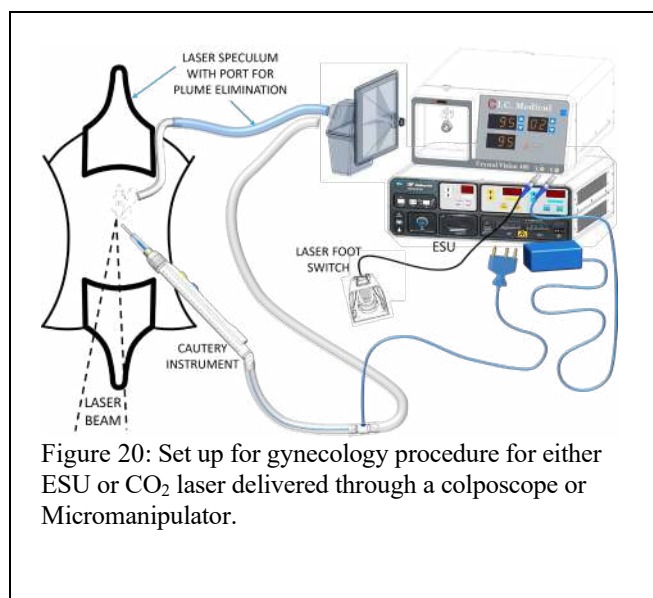 LASER SPECULUM
WITH PORT FOR
PLUME ELIMINATION
I.C. Medical
95 02
95
Crystal Vision
ESU
LASER FOOT
SWITCH
CAUTERY
INSTRUMENT
LASER
BEAM
Figure 20: Set up for gynecology procedure for either
ESU or CO₂ laser delivered through a colposcope or
Micromanipulator.